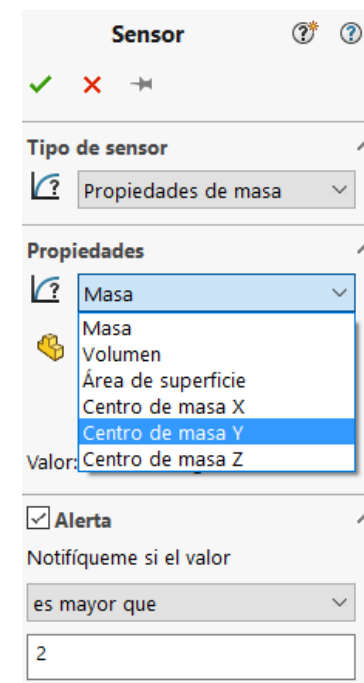 Sensor
Tipo de sensor
Propiedades de masa
Propiedades
Masa
Masa
Volumen
Área de superficie
Centro de masa X
Centro de masa Y
Valor: Centro de masa Z
Alerta
Notifíqueme si el valor
es mayor que
2